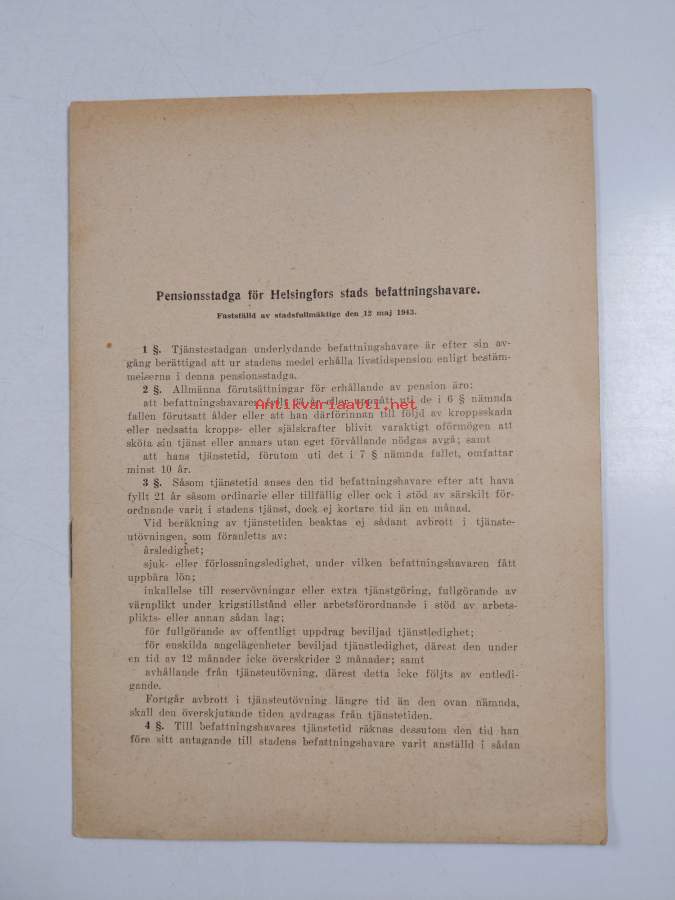 Pensionsstadga för Helsingfors stads befattningshavare.
Fastställd av stadsfullmäktige den 12 maj 1943.
1 §. Tjänstestadgan underlydande befattningshavare är efter sin av-
gång berättigad att ur stadens medel erhålla livstidspension enligt bestäm-
melserna i denna pensionsstadga.
2 §. Allmänna förutsättningar för erhållande av pension äro:
att befattningshavaren fyllt år eller uppnått uti de i 6 § nämnda
Antikvariaatti.net
fallen förutsatt ålder eller att han därförinnan till följd av kroppsskada
eller nedsatta kropps- eller själskrafter blivit varaktigt oförmögen att
sköta sin tjänst eller annars utan eget förvållande nödgas avgå; samt
att hans tjänstetid, förutom uti det i 7 § nämnda fallet, omfattar
minst 10 år.
3 §. Såsom tjänstetid anses den tid befattningshavare efter att hava
fyllt 21 år såsom ordinarie eller tillfällig eller ock i stöd av särskilt för-
ordnande varit i stadens tjänst, dock ej kortare tid än en månad.
Vid beräkning av tjänstetiden beaktas ej sådant avbrott i tjänste-
utövningen, som föranletts av:
årsledighet;
sjuk- eller förlossningsledighet, under vilken befattningshavaren fått
uppbära lön;
inkallelse till reservövningar eller extra tjänstgöring, fullgörande av
värnplikt under krigstillstånd eller arbetsförordnande i stöd av arbets-
plikts- eller annan sådan lag;
för fullgörande av offentligt uppdrag beviljad tjänstledighet;
för enskilda angelägenheter beviljad tjänstledighet, därest den under
en tid av 12 månader icke överskrider 2 månader; samt
avhållande från tjänsteutövning, därest detta icke följts av entledi-
gande.
Fortgår avbrott i tjänsteutövning längre tid än den ovan nämnda,
skall den överskjutande tiden avdragas från tjänstetiden.
4 §. Till befattningshavares tjänstetid räknas dessutom den tid han
före sitt antagande till stadens befattningshavare varit anställd i sådan